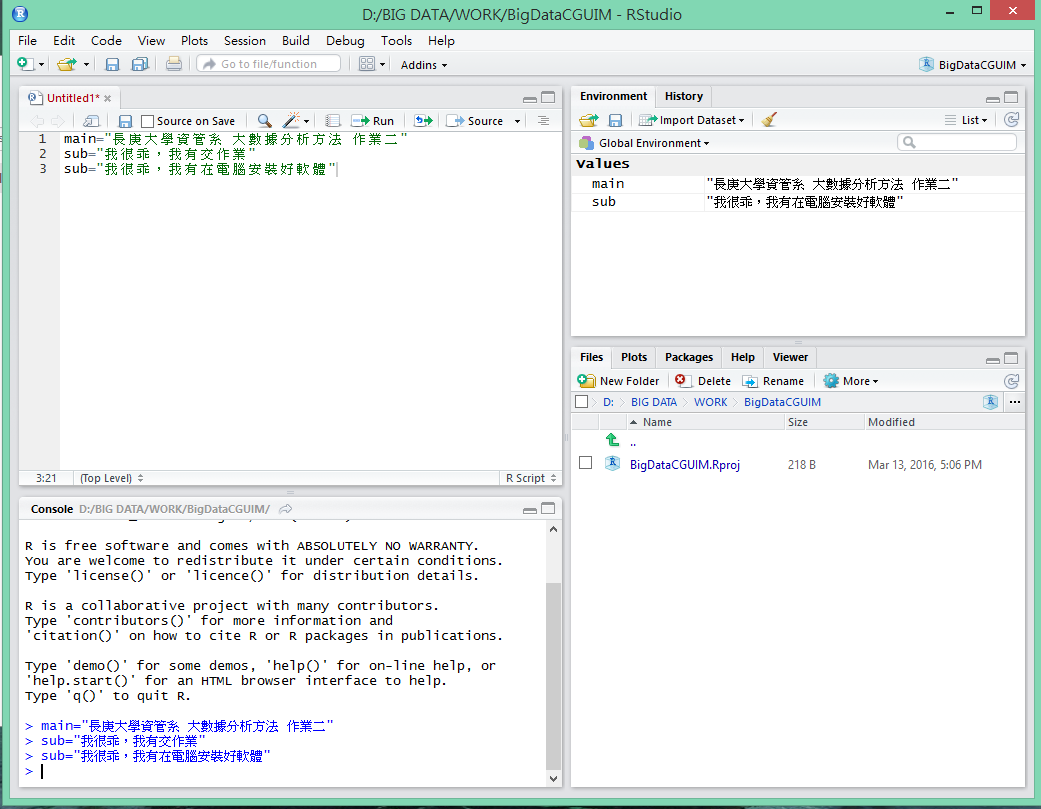 D:/BIG DATA/WORK/BigDataCGUIM - RStudio
File Edit Code View Plots Session Build Debug Tools Help
Go to file/function Addins BigDataCGUIM
Untitled1*
Source on Save Run Source
1 main="長庚大學資管系 大數據分析方法 作業二"
2 sub="我很乖，我有交作業"
3 sub="我很乖，我有在電腦安裝好軟體"
3:21 (Top Level) R Script
Console D:/BIG DATA/WORK/BigDataCGUIM/
R is free software and comes with ABSOLUTELY NO WARRANTY.
You are welcome to redistribute it under certain conditions.
Type 'license()' or 'licence()' for distribution details.
R is a collaborative project with many contributors.
Type 'contributors()' for more information and
'citation()' on how to cite R or R packages in publications.
Type 'demo()' for some demos, 'help()' for on-line help, or
'help.start()' for an HTML browser interface to help.
Type 'q()' to quit R.
> main="長庚大學資管系 大數據分析方法 作業二"
> sub="我很乖，我有交作業"
> sub="我很乖，我有在電腦安裝好軟體"
>
Environment History
Import Dataset List
Global Environment
Values
main "長庚大學資管系 大數據分析方法 作業二"
sub "我很乖，我有在電腦安裝好軟體"
Files Plots Packages Help Viewer
New Folder Delete Rename More
D: BIG DATA WORK BigDataCGUIM ...
Name Size Modified
..
BigDataCGUIM.Rproj 218 B Mar 13, 2016, 5:06 PM